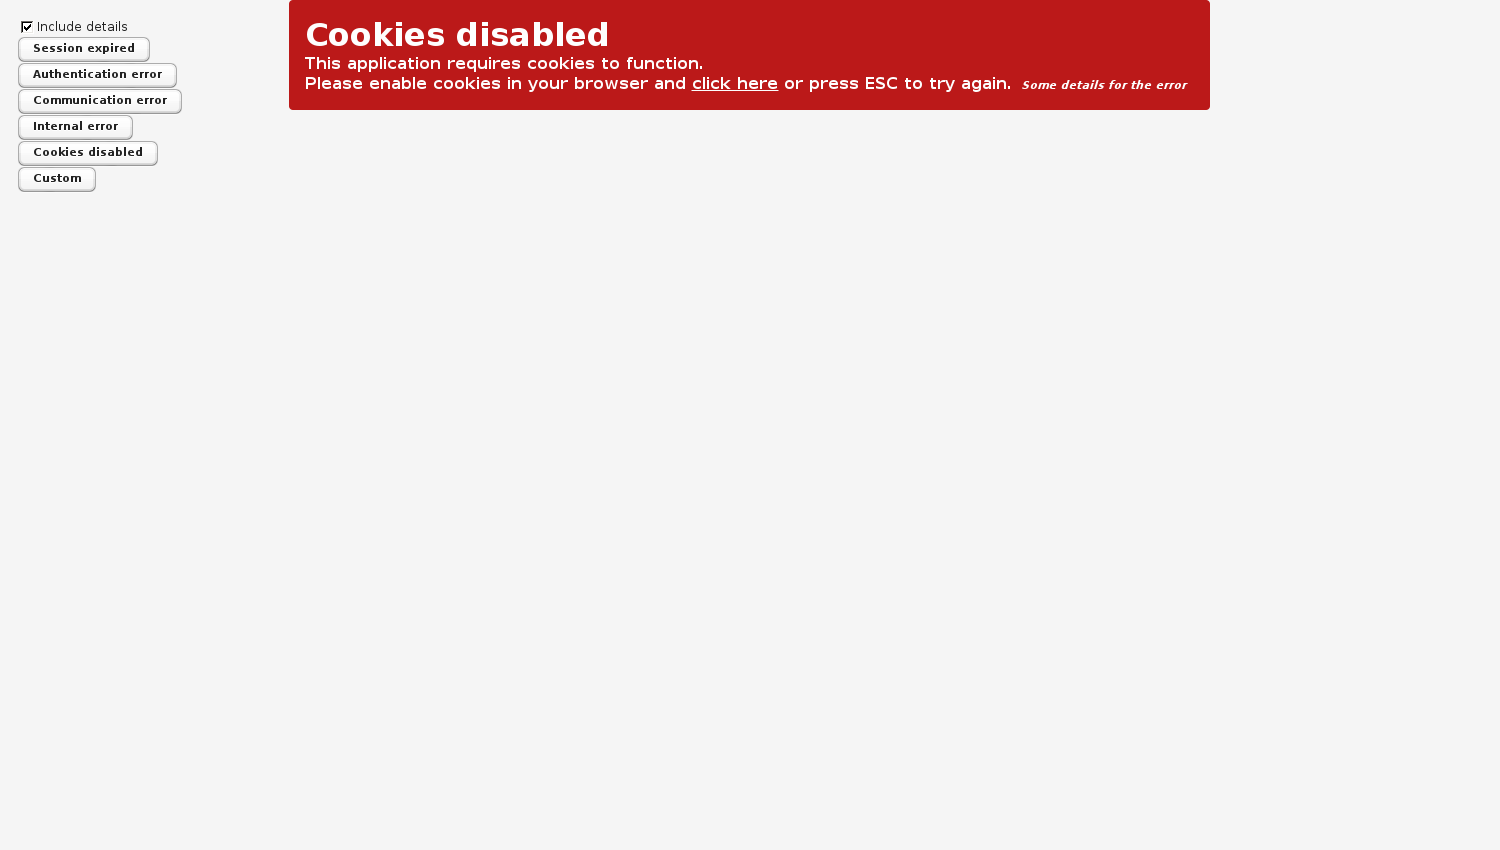 Include details
Session expired
Authentication error
Communication error
Internal error
Cookies disabled
Custom
Cookies disabled
This application requires cookies to function.
Please enable cookies in your browser and click here or press ESC to try again. Some details for the error